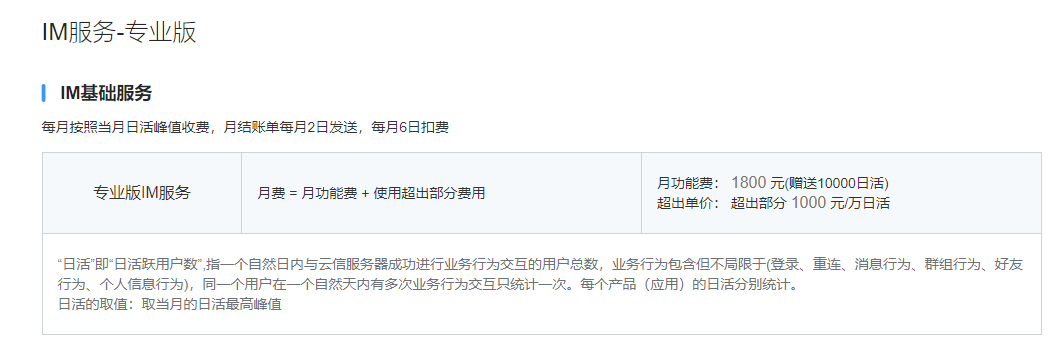 IM服务-专业版
IM基础服务
每月按照当月日活峰值收费，月结账单每月2日发送，每月6日扣费
专业版IM服务
月费 = 月功能费 + 使用超出部分费用
月功能费： 1800 元(赠送10000日活)
超出单价： 超出部分 1000 元/万日活
“日活”即“日活跃用户数”,指一个自然日内与云信服务器成功进行业务行为交互的用户总数，业务行为包含但不局限于(登录、重连、消息行为、群组行为、好友
行为、个人信息行为)，同一个用户在一个自然天内有多次业务行为交互只统计一次。每个产品（应用）的日活分别统计。
日活的取值：取当月的日活最高峰值